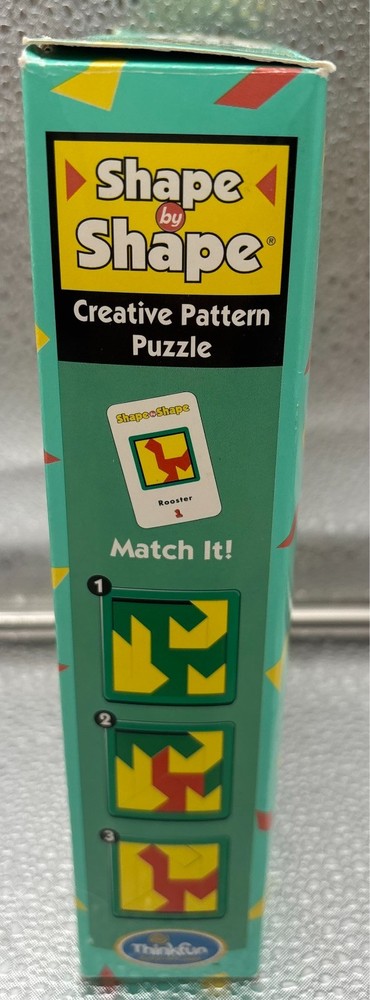 Shape
by
Shape®
Creative Pattern
Puzzle
Shape by Shape
Rooster
1
Match It!
1
2
3
Thinkfun